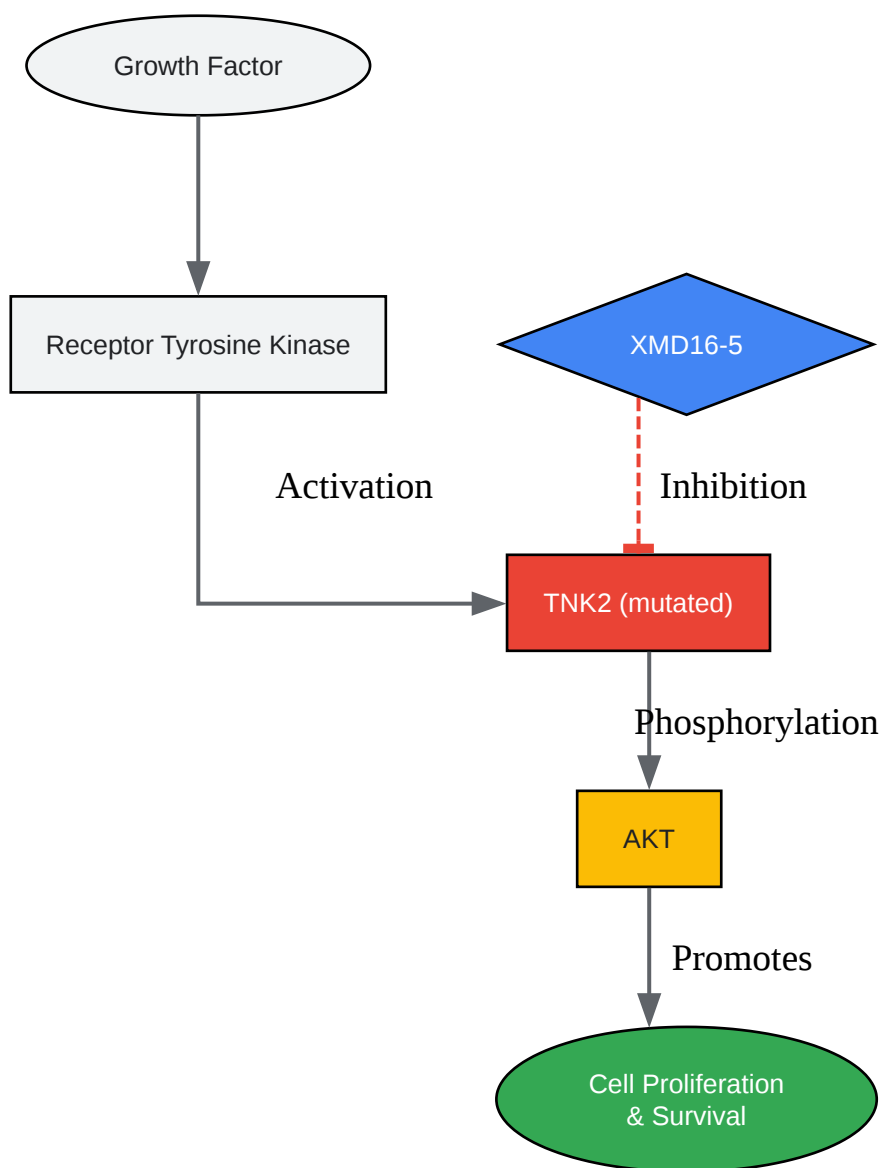 Growth Factor
Receptor Tyrosine Kinase
XMD16-5
Activation
Inhibition
TNK2 (mutated)
Phosphorylation
AKT
Promotes
Cell Proliferation
& Survival